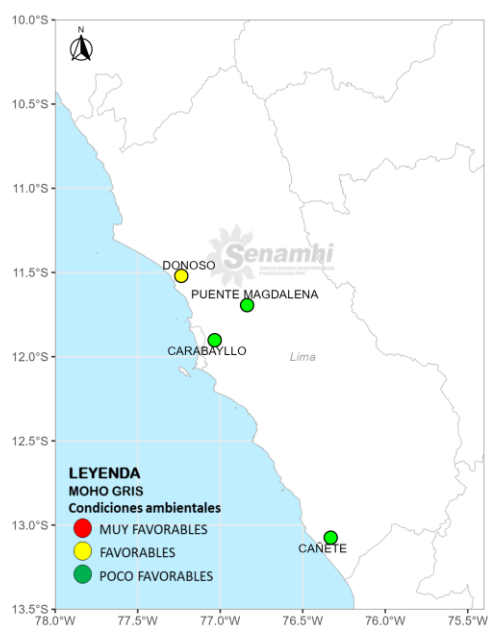 10.0°S
N
10.5°S
11.0°S
Senamhi
11.5°S
DONOSO
PUENTE MAGDALENA
CARABAYLLO
12.0°S
Lima
12.5°S
LEYENDA
MOHO GRIS
Condiciones ambientales
MUY FAVORABLES
FAVORABLES
POCO FAVORABLES
13.0°S
CAÑETE
13.5°S
78.0°W 77.5°W 77.0°W 76.5°W 76.0°W 75.5°W